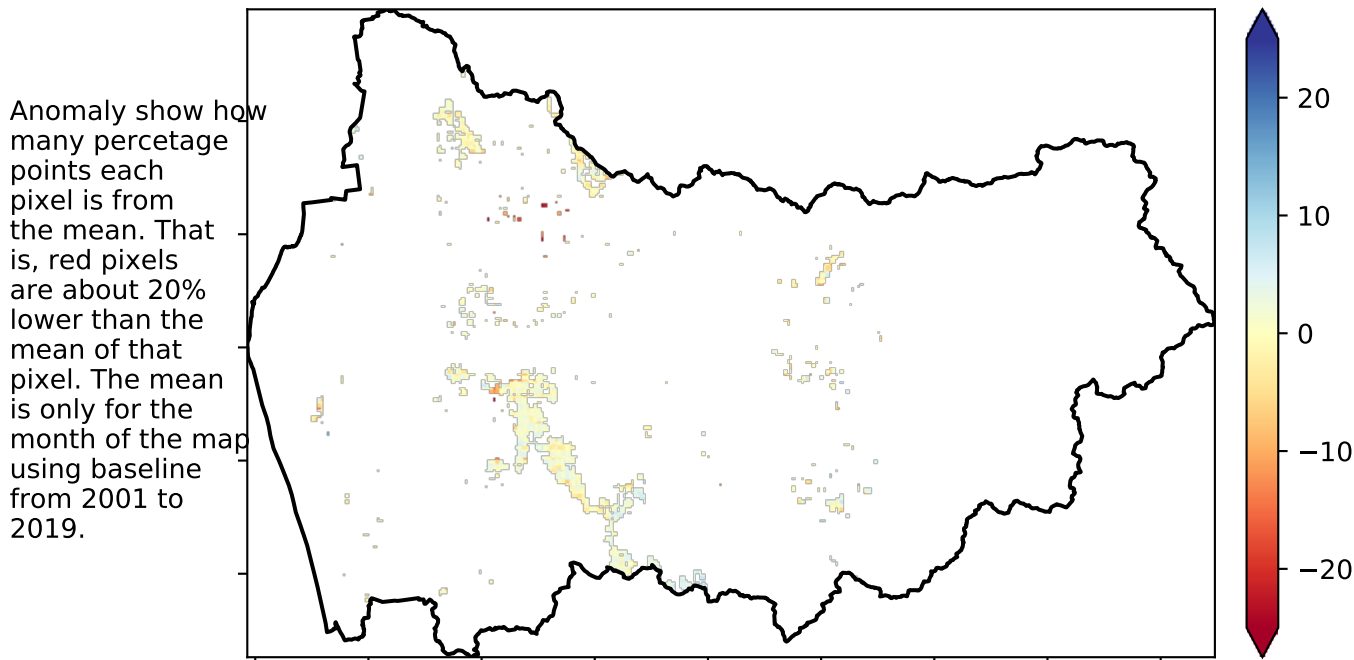 Anomaly show how
many percetage
points each
pixel is from
the mean. That
is, red pixels
are about 20%
lower than the
mean of that
pixel. The mean
is only for the
month of the map
using baseline
from 2001 to
2019.
20
10
0
−10
−20